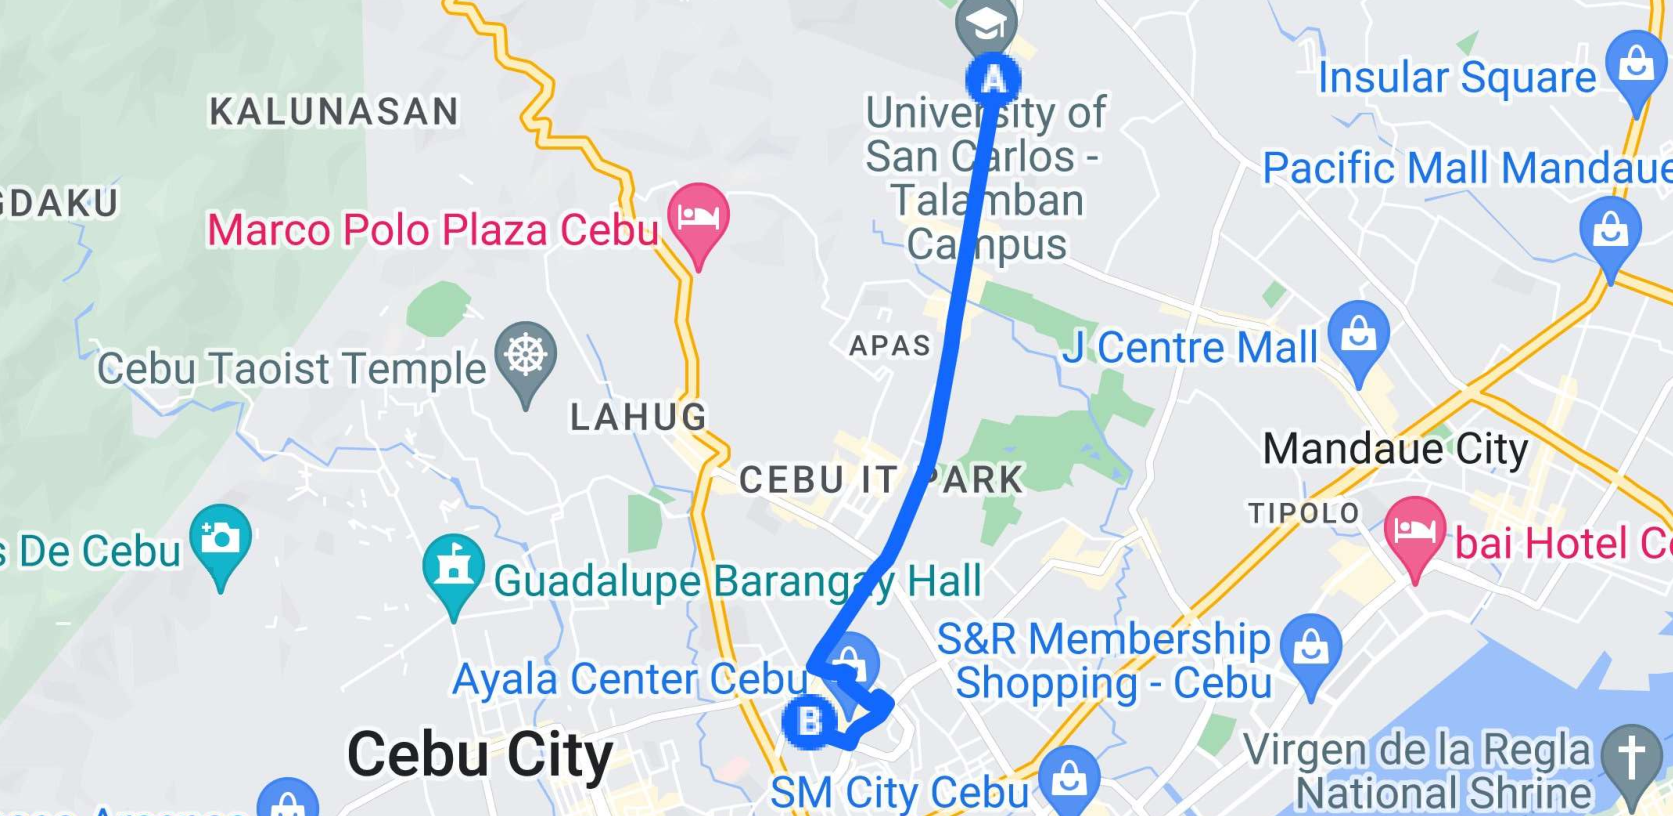 A
University of
San Carlos -
Talamban
Campus
Insular Square
KALUNASAN
Pacific Mall Mandaue
GDAKU
Marco Polo Plaza Cebu
APAS
J Centre Mall
Cebu Taoist Temple
LAHUG
Mandaue City
CEBU IT PARK
TIPOLO
s De Cebu
bai Hotel Ce
Guadalupe Barangay Hall
S&R Membership
Shopping - Cebu
Ayala Center Cebu
B
Cebu City
Virgen de la Regla
National Shrine
SM City Cebu